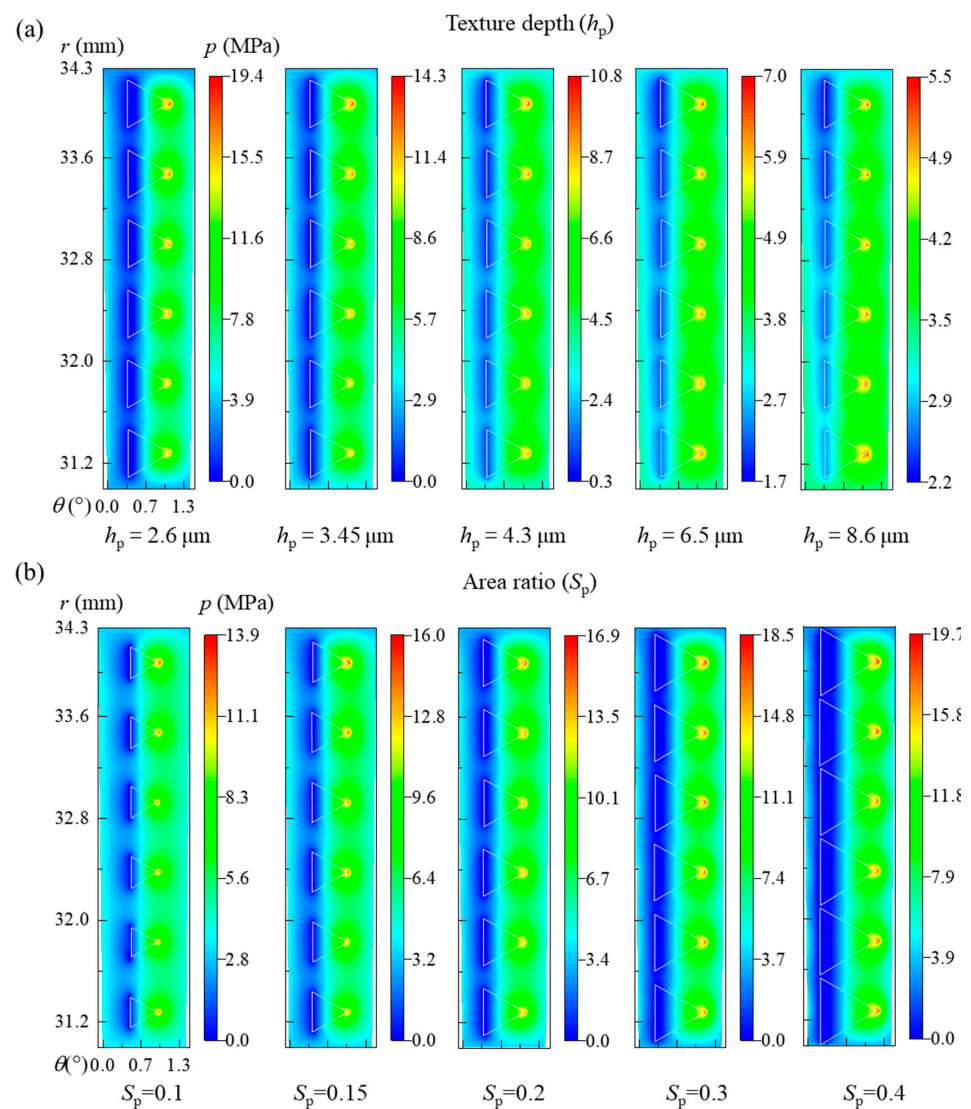 (a)
Texture depth (hp)
r (mm) p (MPa)
34.3 19.4 14.3 10.8 7.0 5.5
15.5 11.4 8.7 5.9 4.9
33.6
11.6 8.6 6.6 4.9 4.2
32.8
7.8 5.7 4.5 3.8 3.5
32.0
3.9 2.9 2.4 2.7 2.9
31.2
0.0 0.0 0.3 1.7 2.2
θ (°) 0.0 0.7 1.3
hp = 2.6 μm hp = 3.45 μm hp = 4.3 μm hp = 6.5 μm hp = 8.6 μm
(b)
Area ratio (Sp)
r (mm) p (MPa)
34.3 13.9 16.0 16.9 18.5 19.7
33.6 11.1 12.8 13.5 14.8 15.8
8.3 9.6 10.1 11.1 11.8
32.8
5.6 6.4 6.7 7.4 7.9
32.0
2.8 3.2 3.4 3.7 3.9
31.2
0.0 0.0 0.0 0.0 0.0
θ(°) 0.0 0.7 1.3
Sp=0.1 Sp=0.15 Sp=0.2 Sp=0.3 Sp=0.4